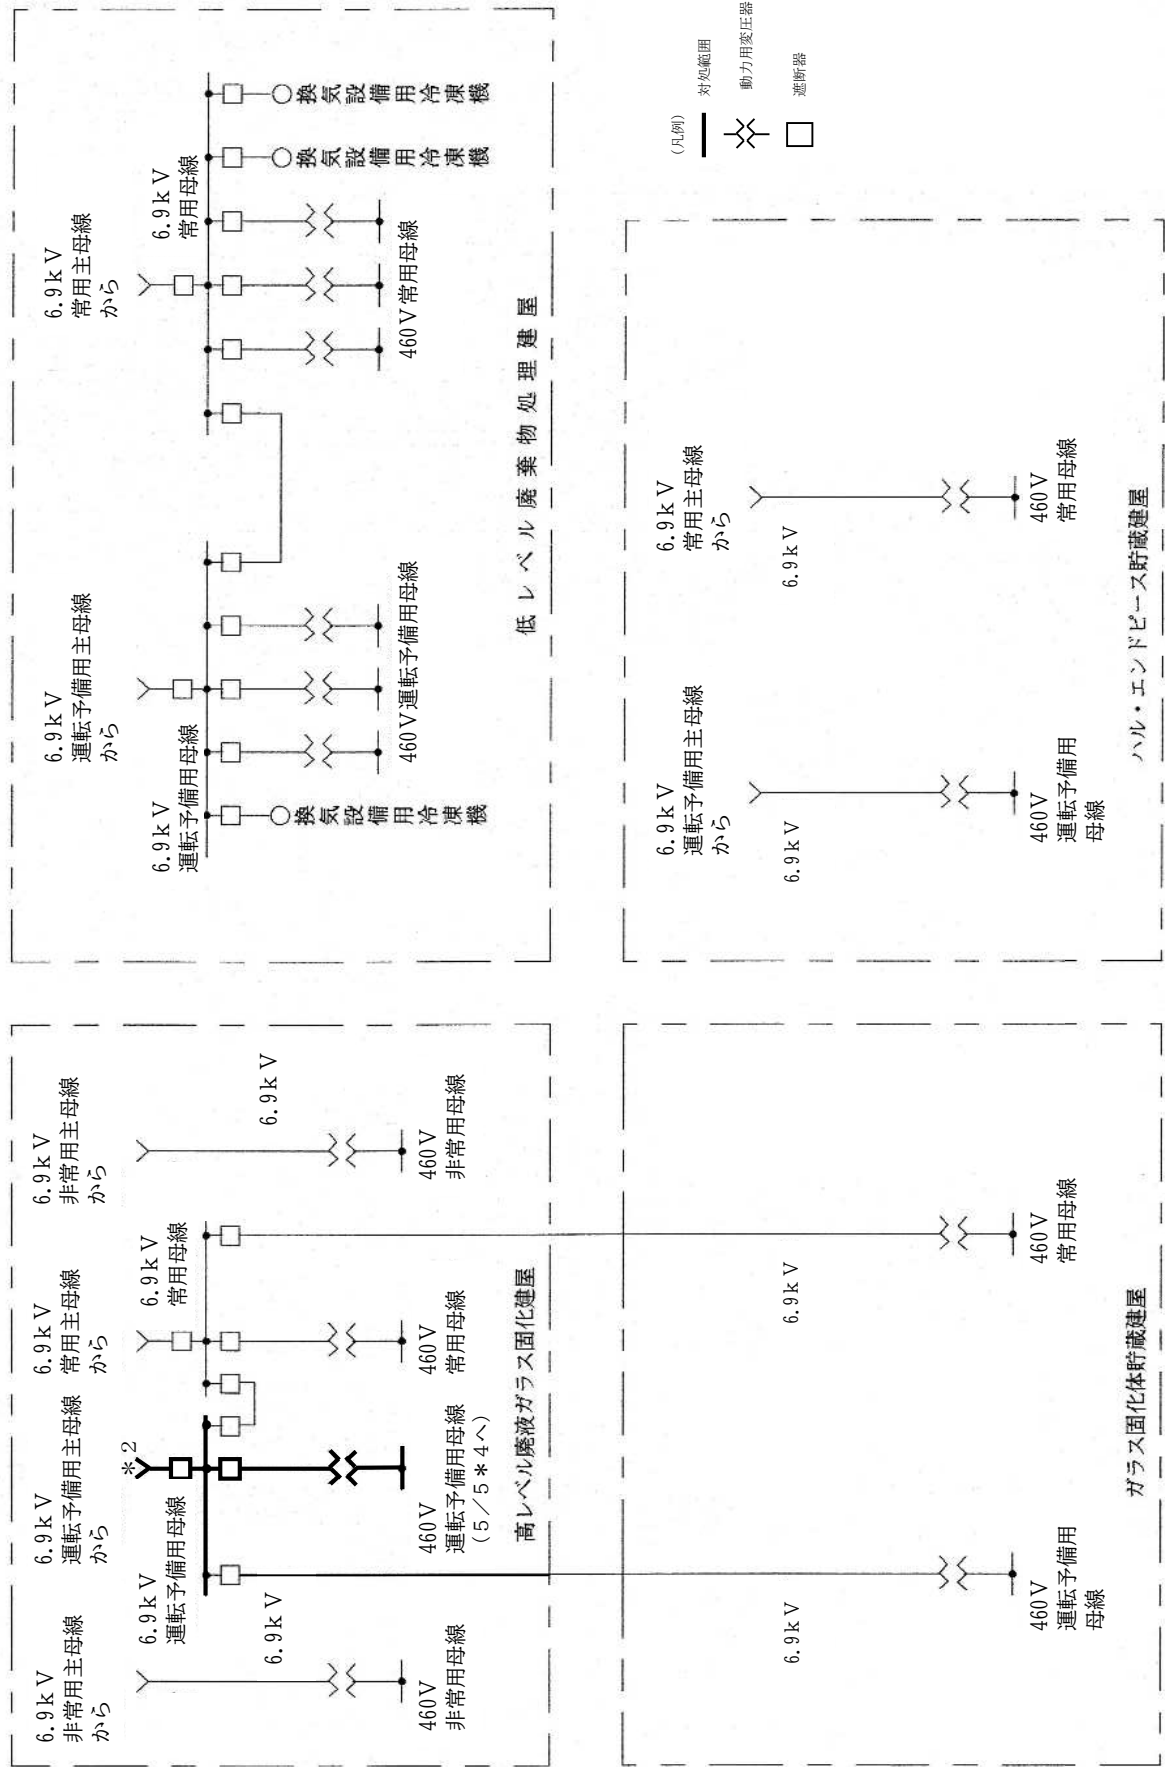 6.9kV
非常用主母線
から
6.9kV
460V
非常用母線
6.9kV
運転予備用主母線
から
*2
6.9kV
運転予備用母線
460V
運転予備用母線
(5/5*4へ)
6.9kV
常用主母線
から
6.9kV
常用母線
460V
常用母線
6.9kV
非常用主母線
から
6.9kV
460V
非常用母線
高レベル廃液ガラス固化建屋
6.9kV
運転予備用主母線
から
6.9kV
運転予備用母線
換気設備用冷凍機
460V運転予備用母線
6.9kV
常用主母線
から
6.9kV
常用母線
460V常用母線
換気設備用冷凍機
換気設備用冷凍機
低レベル廃棄物処理建屋
6.9kV
460V
運転予備用
母線
6.9kV
460V
常用母線
ガラス固化体貯蔵建屋
6.9kV
運転予備用主母線
から
6.9kV
460V
運転予備用
母線
6.9kV
常用主母線
から
6.9kV
460V
常用母線
ハル・エンドピース貯蔵建屋
(凡例)
対処範囲
動力用変圧器
遮断器